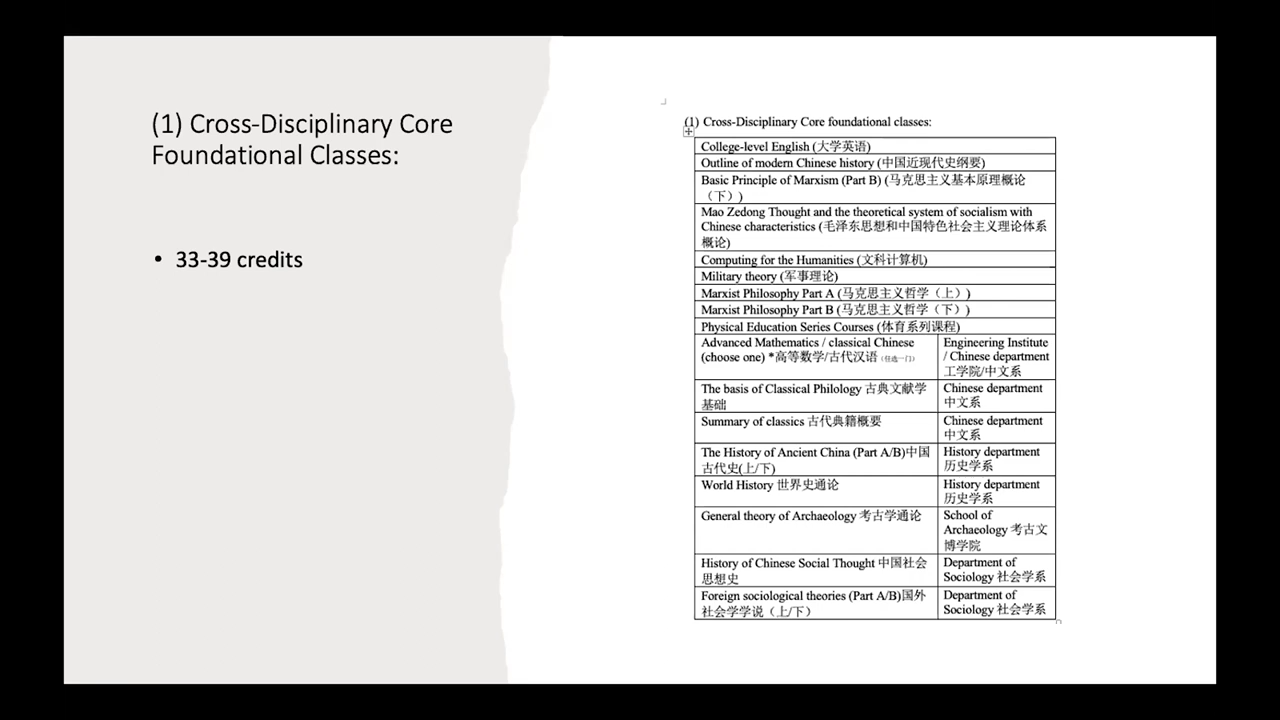 (1) Cross-Disciplinary Core
Foundational Classes:
• 33-39 credits
(1) Cross-Disciplinary Core foundational classes:
College-level English (大学英语)
Outline of modern Chinese history (中国近现代史纲要)
Basic Principle of Marxism (Part B) (马克思主义基本原理概论
（下）)
Mao Zedong Thought and the theoretical system of socialism with
Chinese characteristics (毛泽东思想和中国特色社会主义理论体系
概论)
Computing for the Humanities (文科计算机)
Military theory (军事理论)
Marxist Philosophy Part A (马克思主义哲学（上）)
Marxist Philosophy Part B (马克思主义哲学（下）)
Physical Education Series Courses (体育系列课程)
Advanced Mathematics / classical Chinese
(choose one) *高等数学/古代汉语（任选一门）
Engineering Institute
/ Chinese department
工学院/中文系
The basis of Classical Philology 古典文献学
基础
Chinese department
中文系
Summary of classics 古代典籍概要
Chinese department
中文系
The History of Ancient China (Part A/B)中国
古代史(上/下)
History department
历史学系
World History 世界史通论
History department
历史学系
General theory of Archaeology 考古学通论
School of
Archaeology 考古文
博学院
History of Chinese Social Thought 中国社会
思想史
Department of
Sociology 社会学系
Foreign sociological theories (Part A/B)国外
社会学学说（上/下）
Department of
Sociology 社会学系